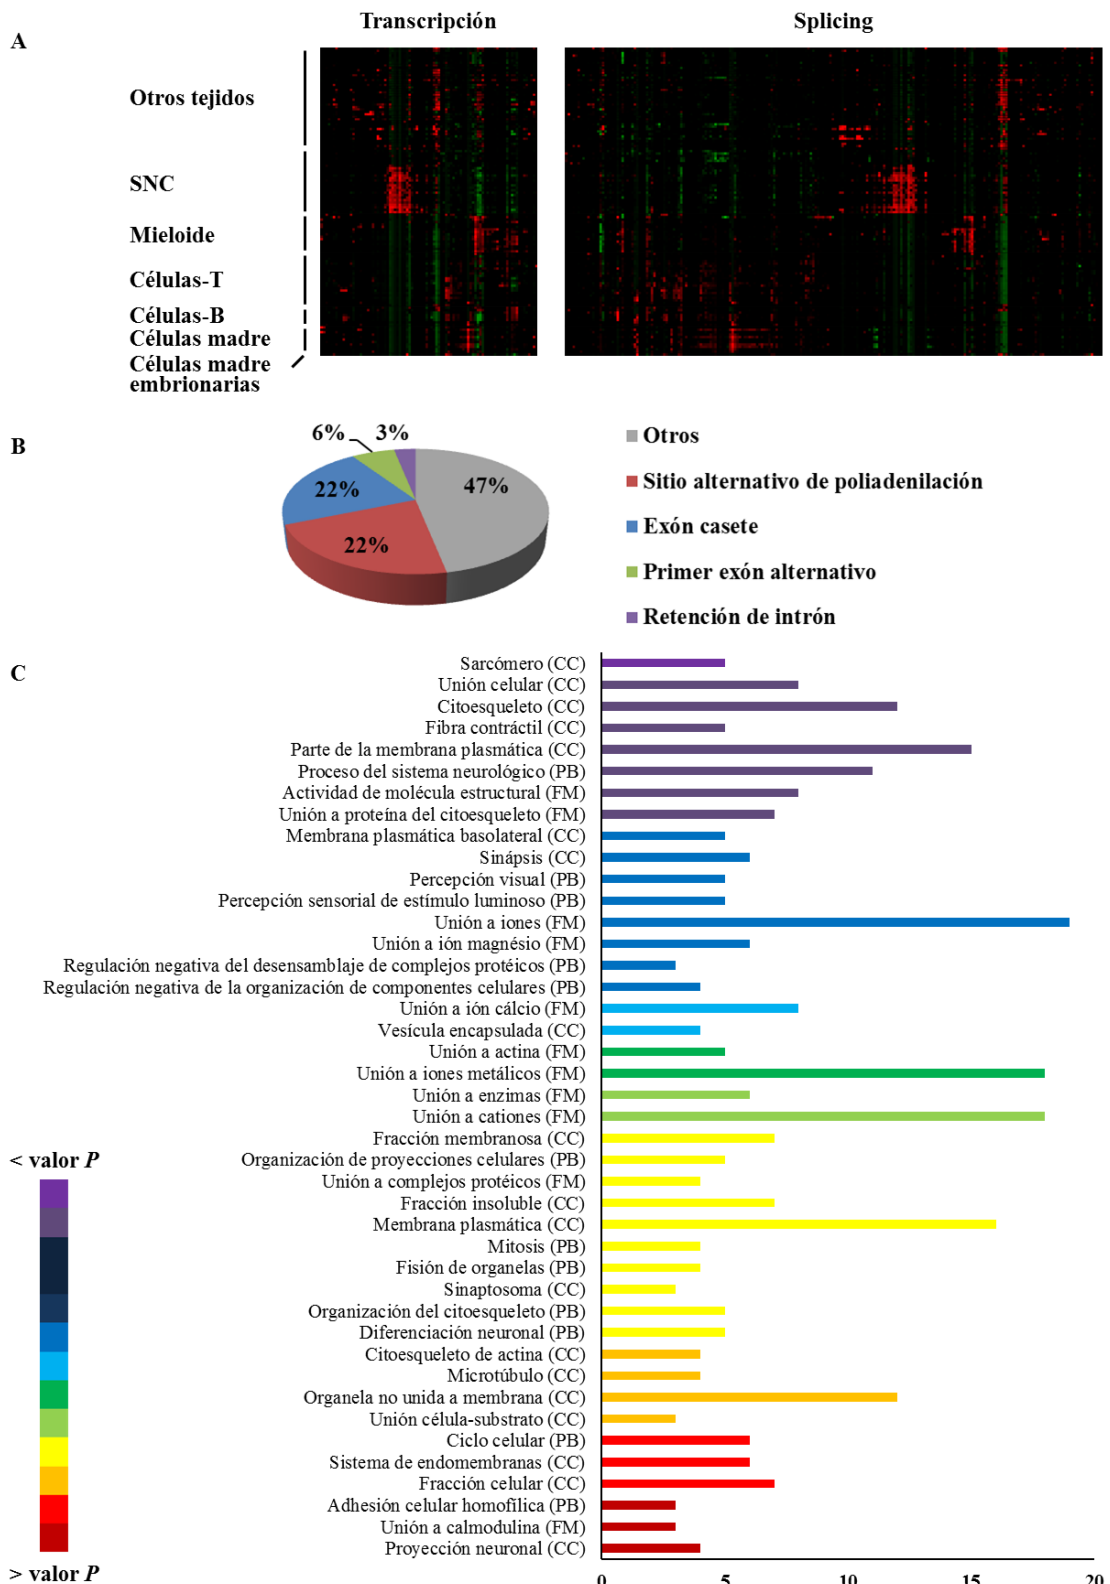 Transcripción
Splicing
A
Otros tejidos
SNC
Mieloide
Células-T
Células-B
Células madre
Células madre
embrionarias
B
6%
3%
22%
47%
22%
Otros
Sitio alternativo de poliadenilación
Exón casete
Primer exón alternativo
Retención de intrón
C
Sarcómero (CC)
Unión celular (CC)
Citoesqueleto (CC)
Fibra contráctil (CC)
Parte de la membrana plasmática (CC)
Proceso del sistema neurológico (PB)
Actividad de molécula estructural (FM)
Unión a proteína del citoesqueleto (FM)
Membrana plasmática basolateral (CC)
Sinápsis (CC)
Percepción visual (PB)
Percepción sensorial de estímulo luminoso (PB)
Unión a iones (FM)
Unión a ión magnésio (FM)
Regulación negativa del desensamblaje de complejos protéicos (PB)
Regulación negativa de la organización de componentes celulares (PB)
Unión a ión cálcio (FM)
Vesícula encapsulada (CC)
Unión a actina (FM)
Unión a iones metálicos (FM)
Unión a enzimas (FM)
Unión a cationes (FM)
Fracción membranosa (CC)
Organización de proyecciones celulares (PB)
Unión a complejos protéicos (FM)
Fracción insoluble (CC)
Membrana plasmática (CC)
Mitosis (PB)
Fisión de organelas (PB)
Sinaptosoma (CC)
Organización del citoesqueleto (PB)
Diferenciación neuronal (PB)
Citoesqueleto de actina (CC)
Microtúbulo (CC)
Organela no unida a membrana (CC)
Unión célula-substrato (CC)
Ciclo celular (PB)
Sistema de endomembranas (CC)
Fracción celular (CC)
Adhesión celular homofílica (PB)
Unión a calmodulina (FM)
Proyección neuronal (CC)
< valor P
> valor P
0 5 10 15 20